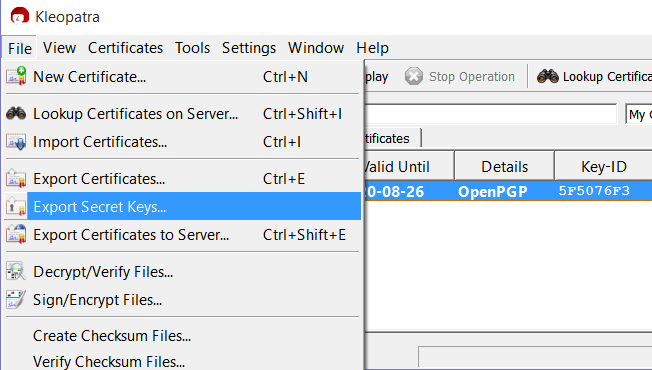 Kleopatra
File View Certificates Tools Settings Window Help
New Certificate... Ctrl+N
play Stop Operation Lookup Certifica
Lookup Certificates on Server... Ctrl+Shift+I
My C
Import Certificates... Ctrl+I
tificates
Export Certificates... Ctrl+E
Valid Until Details Key-ID
Export Secret Keys...
20-08-26 OpenPGP 5F5076F3
Export Certificates to Server... Ctrl+Shift+E
Decrypt/Verify Files...
Sign/Encrypt Files...
Create Checksum Files...
Verify Checksum Files...